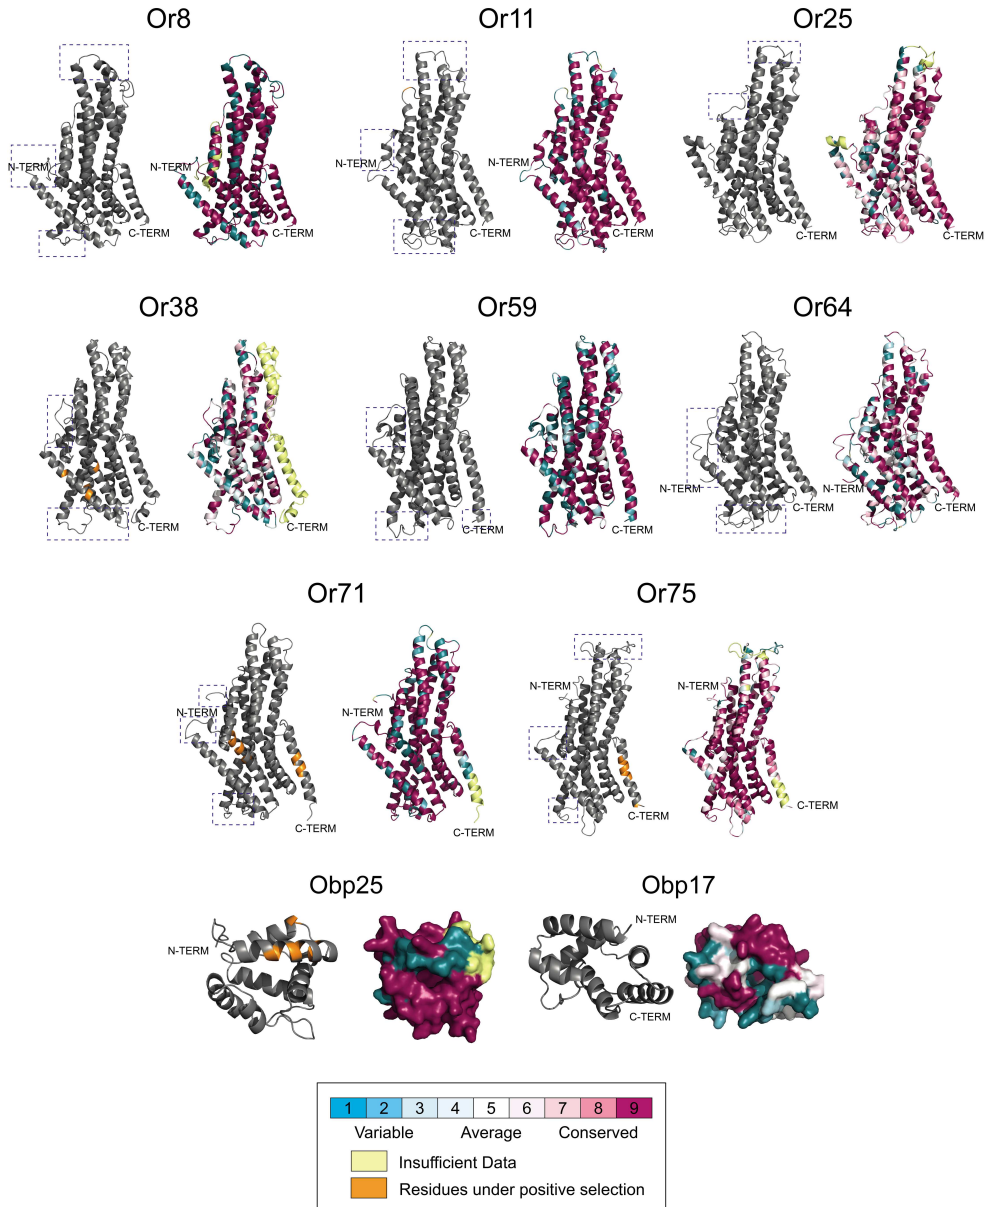 Or8
Or11
Or25
N-TERM
N-TERM
N-TERM
N-TERM
C-TERM
C-TERM
C-TERM
C-TERM
C-TERM
C-TERM
Or38
Or59
Or64
N-TERM
N-TERM
C-TERM
C-TERM
C-TERM
C-TERM
C-TERM
C-TERM
Or71
Or75
N-TERM
N-TERM
N-TERM
N-TERM
C-TERM
C-TERM
C-TERM
C-TERM
Obp25
Obp17
N-TERM
N-TERM
C-TERM
1 2 3 4 5 6 7 8 9
Variable Average Conserved
Insufficient Data
Residues under positive selection